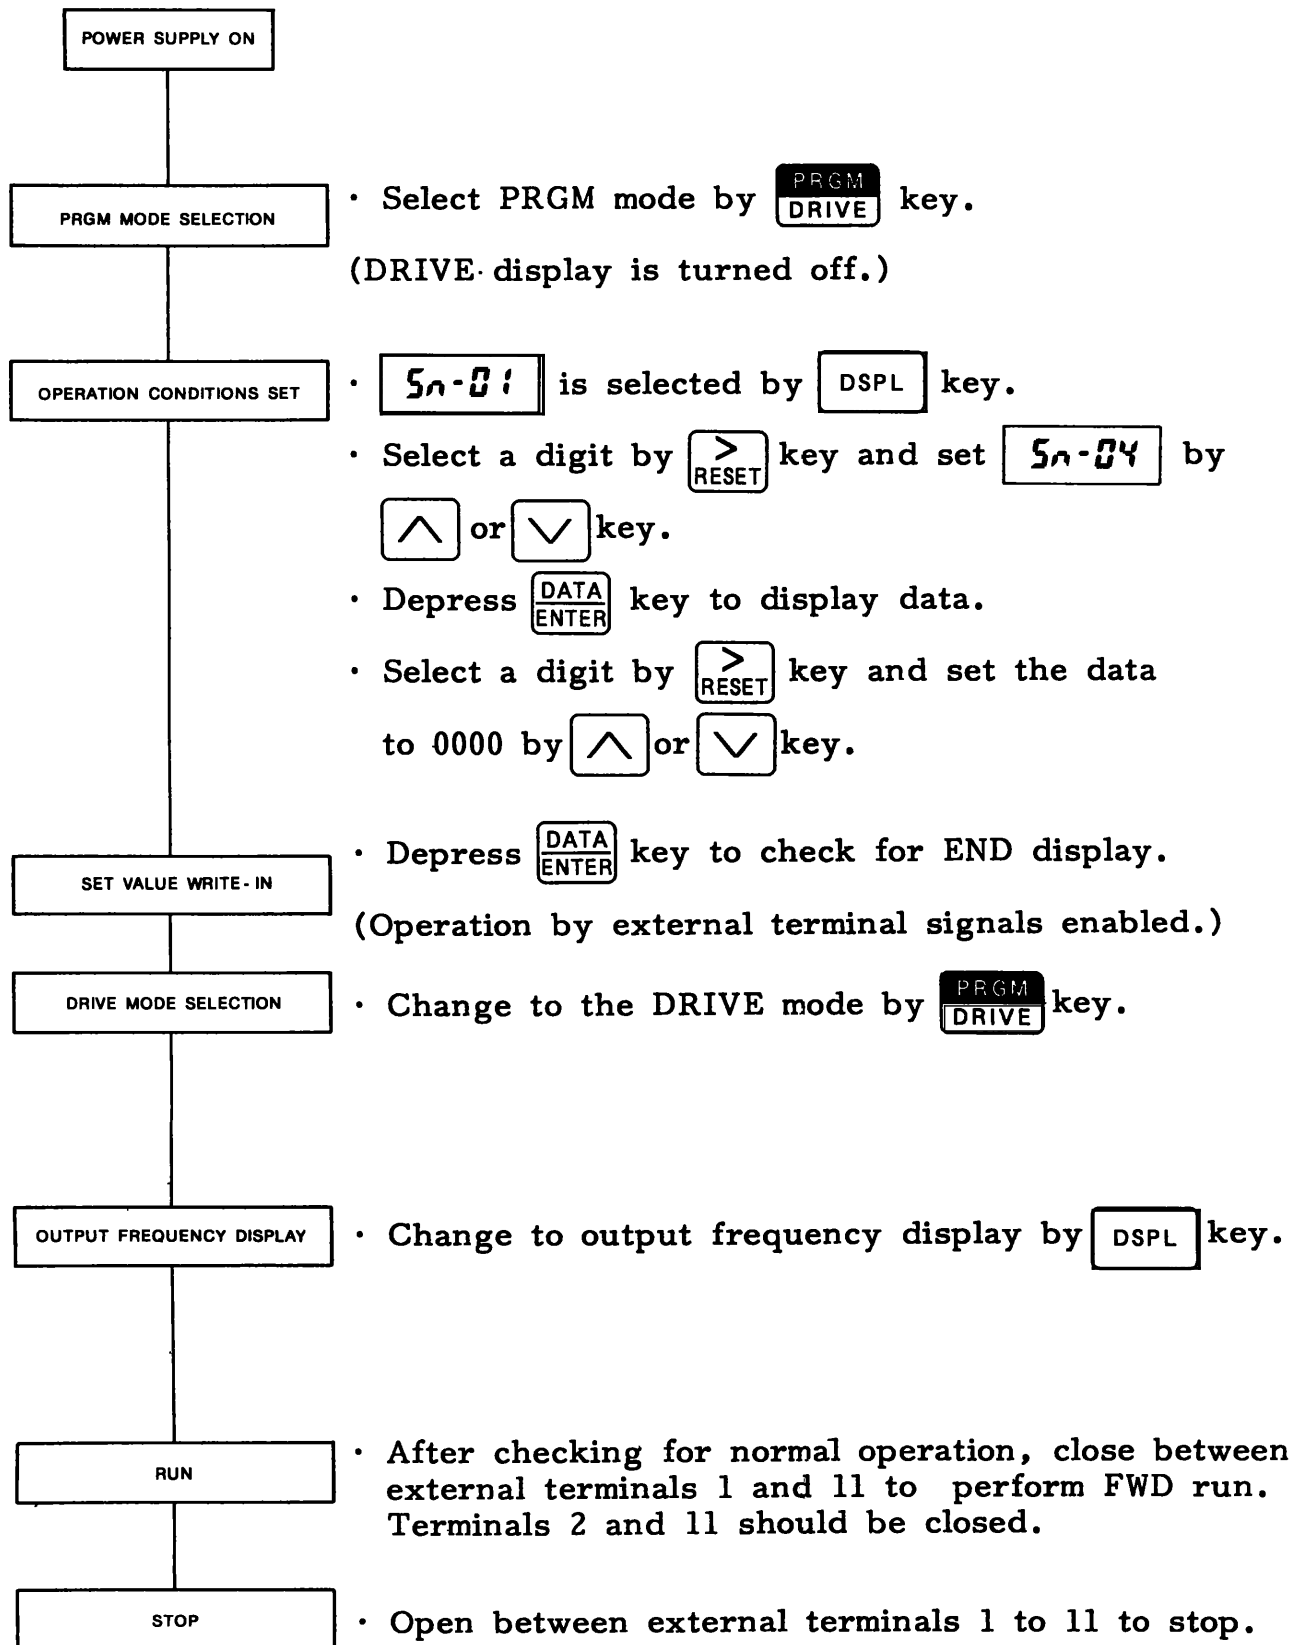 POWER SUPPLY ON
PRGM MODE SELECTION
· Select PRGM mode by PRGM DRIVE key.
(DRIVE display is turned off.)
OPERATION CONDITIONS SET
· Sn-01 is selected by DSPL key.
· Select a digit by > RESET key and set Sn-04 by
∧ or ∨ key.
· Depress DATA ENTER key to display data.
· Select a digit by > RESET key and set the data
to 0000 by ∧ or ∨ key.
SET VALUE WRITE-IN
· Depress DATA ENTER key to check for END display.
(Operation by external terminal signals enabled.)
DRIVE MODE SELECTION
· Change to the DRIVE mode by PRGM DRIVE key.
OUTPUT FREQUENCY DISPLAY
· Change to output frequency display by DSPL key.
RUN
· After checking for normal operation, close between
external terminals 1 and 11 to perform FWD run.
Terminals 2 and 11 should be closed.
STOP
· Open between external terminals 1 to 11 to stop.